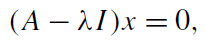 (A − λI)x = 0,